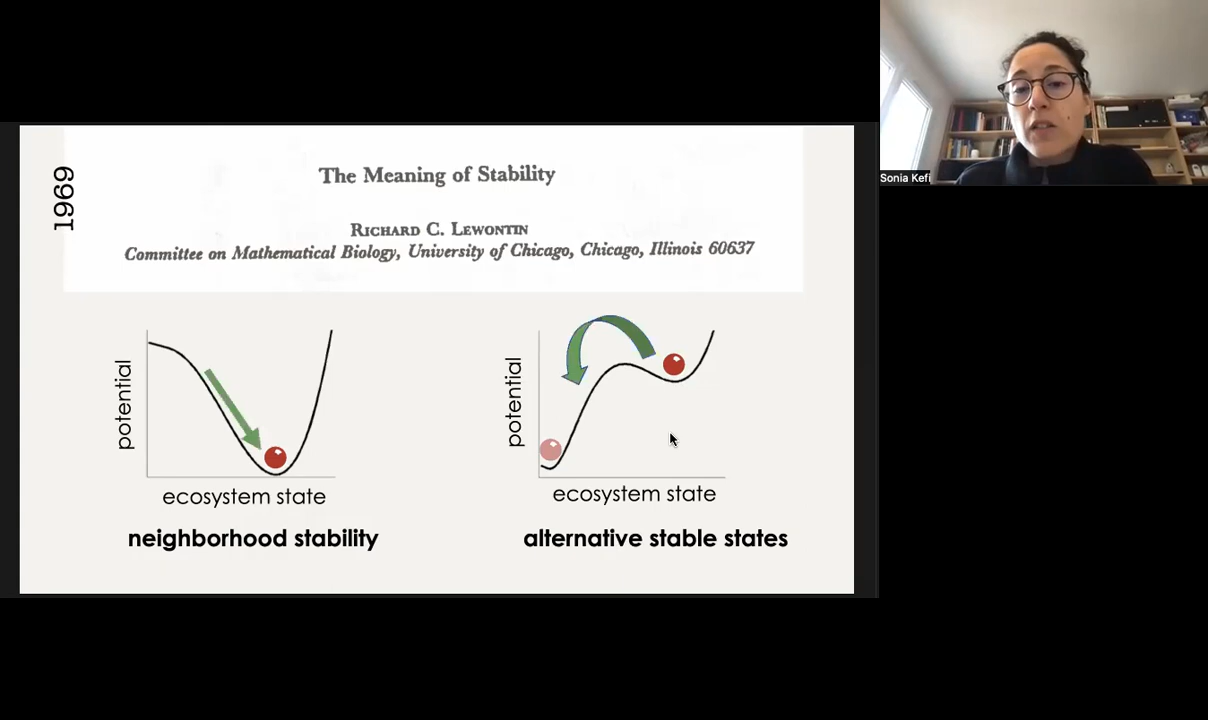 1969
The Meaning of Stability
RICHARD C. LEWONTIN
Committee on Mathematical Biology, University of Chicago, Chicago, Illinois 60637
potential
ecosystem state
neighborhood stability
potential
ecosystem state
alternative stable states
Sonia Kefi